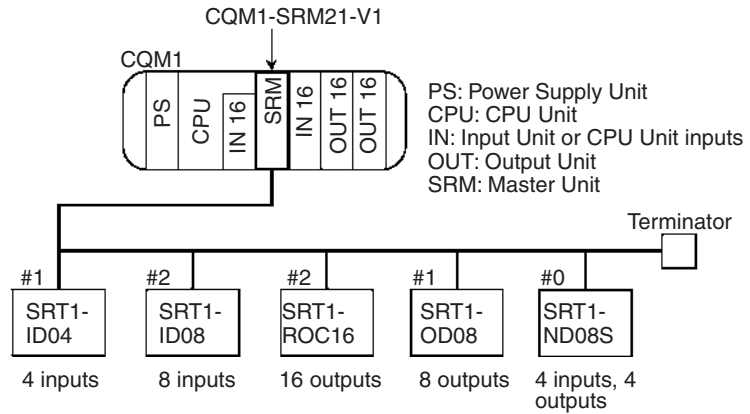 CQM1-SRM21-V1
CQM1
PS
CPU
IN 16
SRM
IN 16
OUT 16
OUT 16
PS: Power Supply Unit
CPU: CPU Unit
IN: Input Unit or CPU Unit inputs
OUT: Output Unit
SRM: Master Unit
Terminator
#1
#2
#2
#1
#0
SRT1-
ID04
SRT1-
ID08
SRT1-
ROC16
SRT1-
OD08
SRT1-
ND08S
4 inputs
8 inputs
16 outputs
8 outputs
4 inputs, 4
outputs